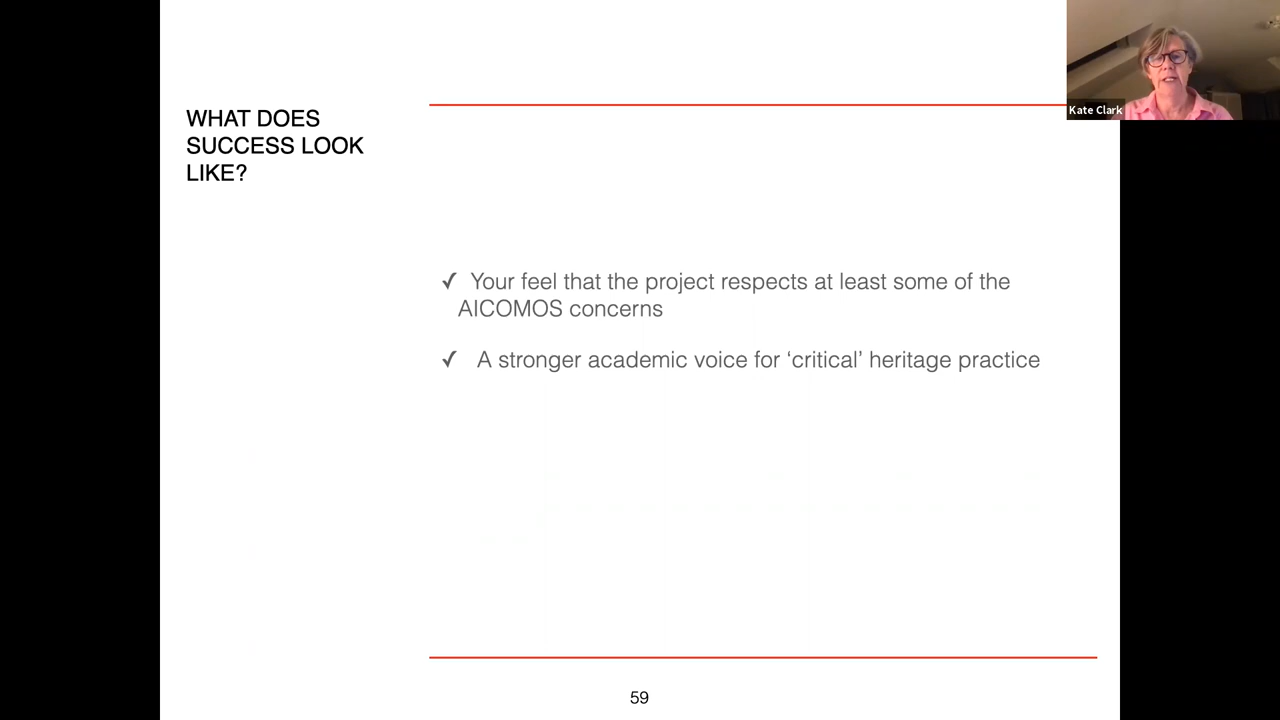 WHAT DOES
SUCCESS LOOK
LIKE?
Kate Clark
✓ Your feel that the project respects at least some of the
AICOMOS concerns
✓ A stronger academic voice for ‘critical’ heritage practice
59